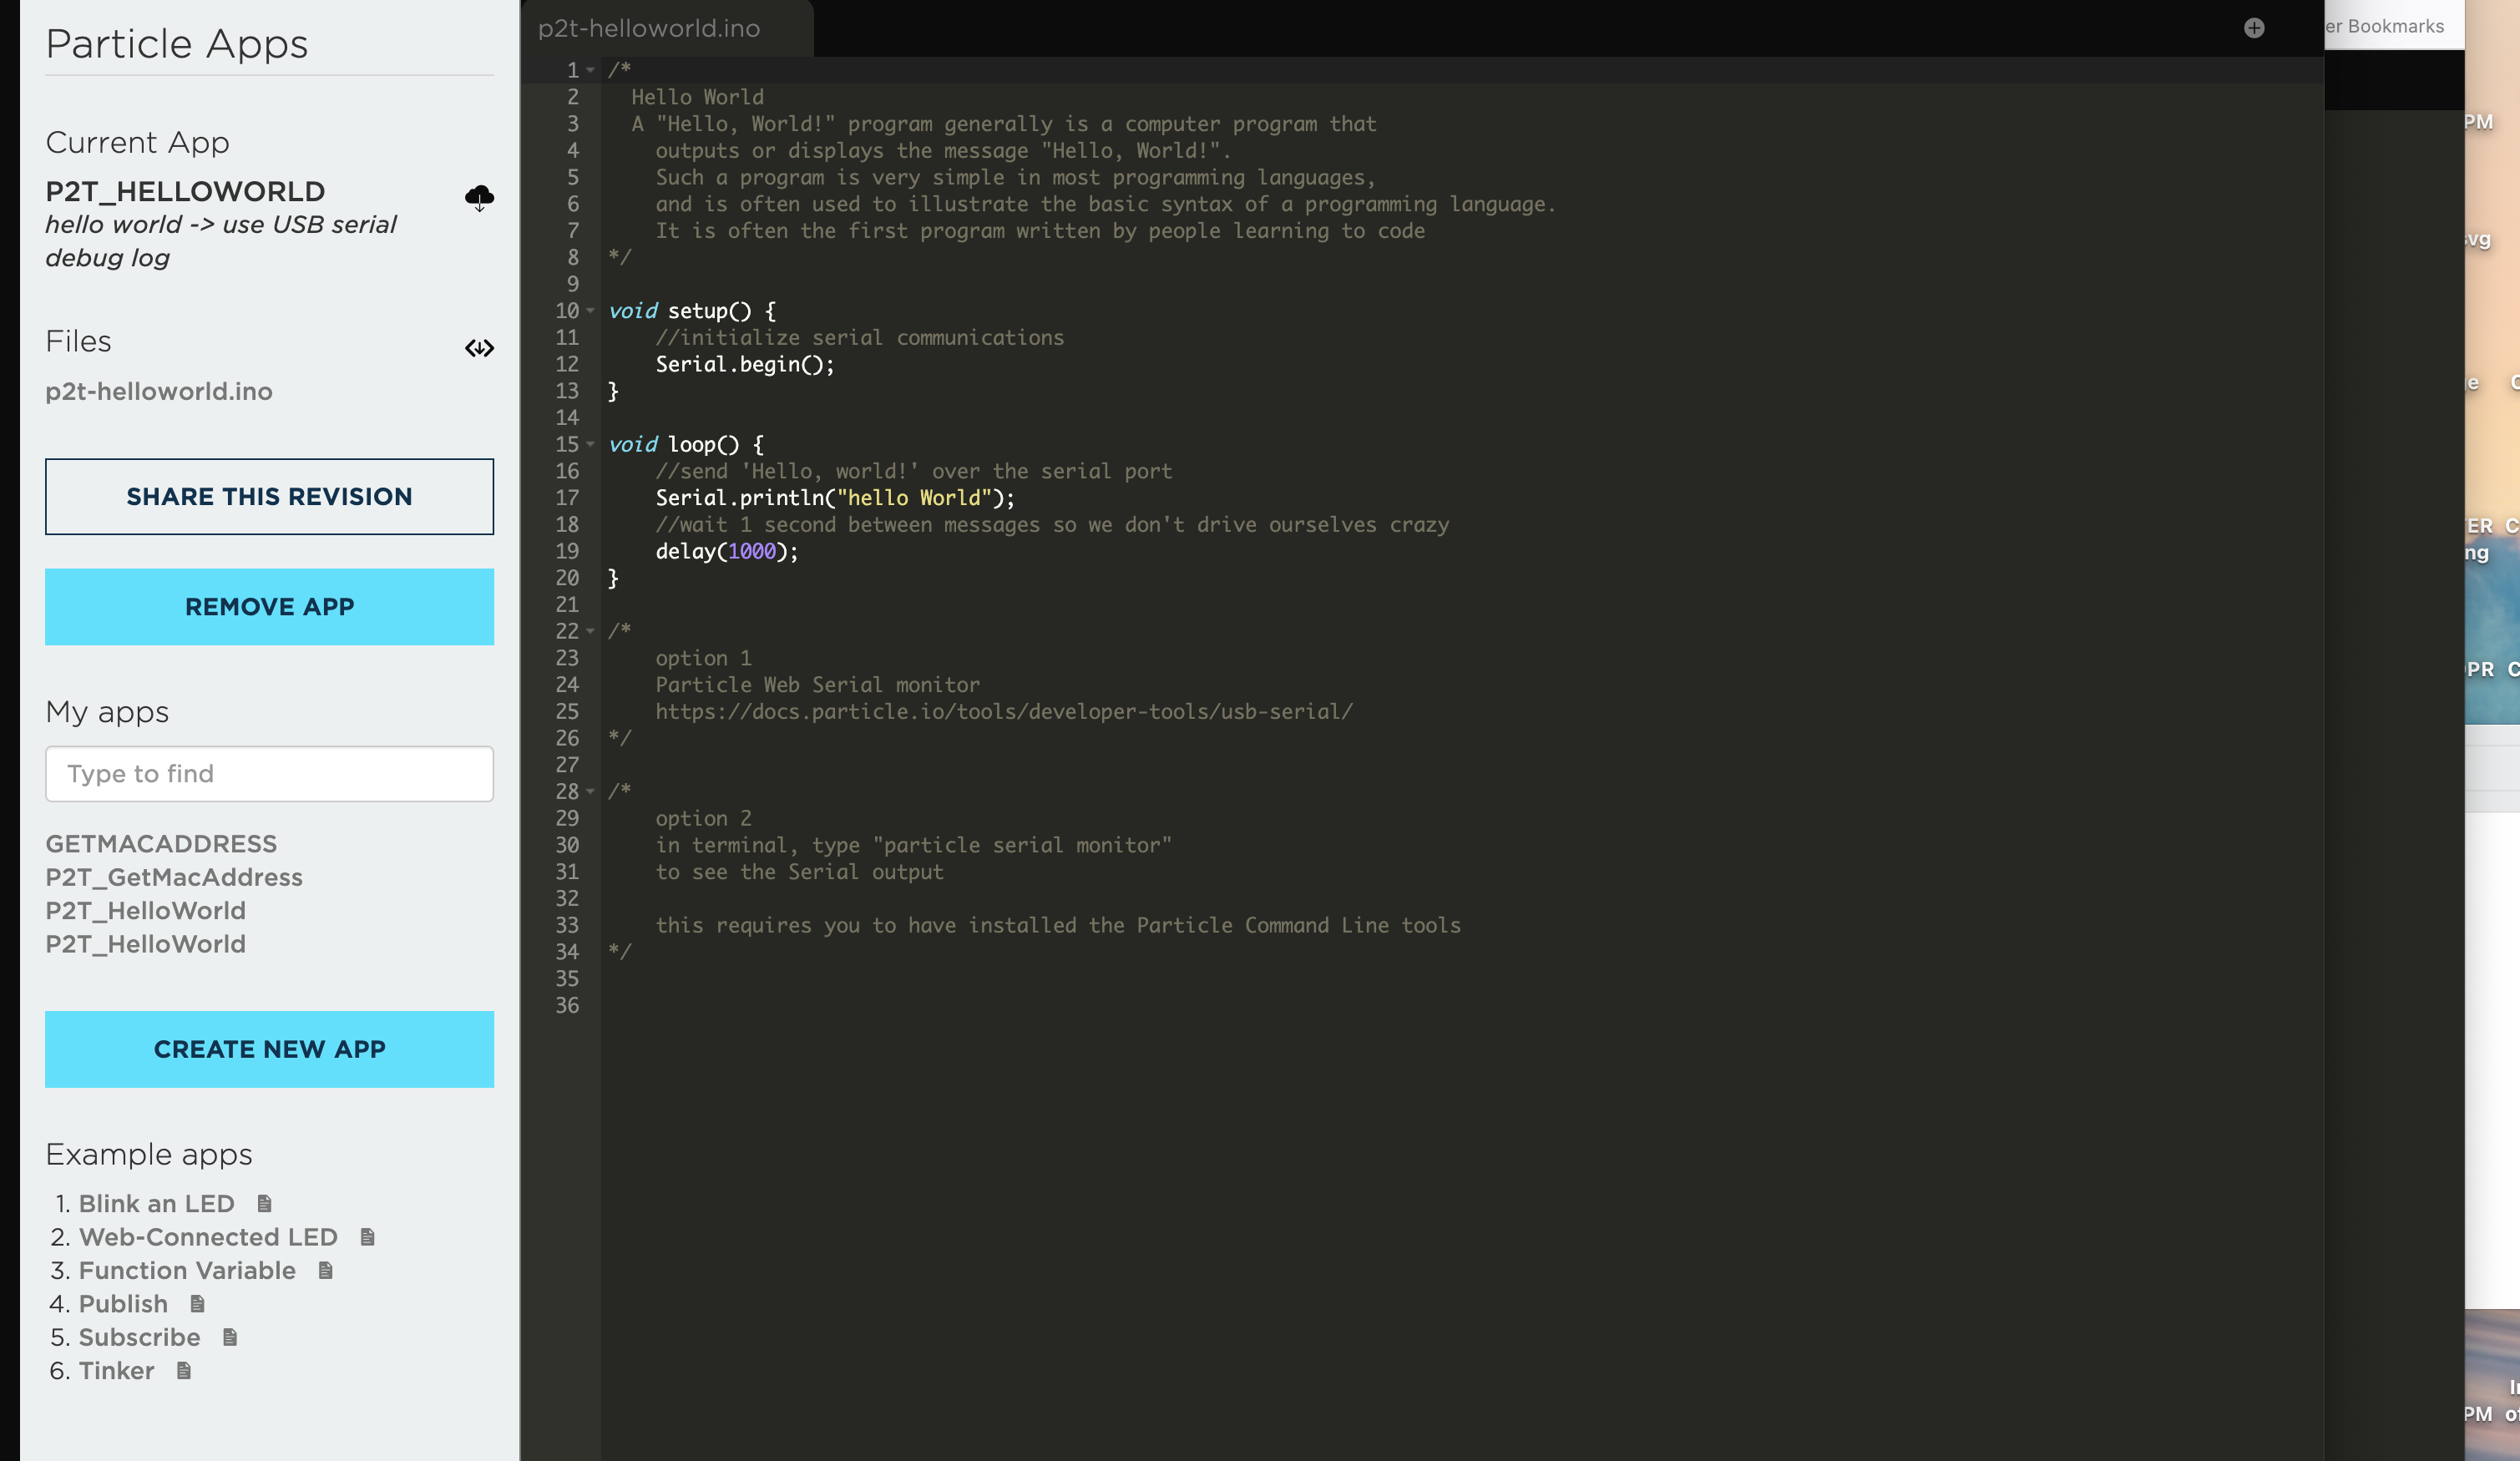 Particle Apps
Current App
P2T_HELLOWORLD
hello world -> use USB serial
debug log
Files
p2t-helloworld.ino
SHARE THIS REVISION
REMOVE APP
My apps
Type to find
GETMACADDRESS
P2T_GetMacAddress
P2T_HelloWorld
P2T_HelloWorld
CREATE NEW APP
Example apps
1. Blink an LED
2. Web-Connected LED
3. Function Variable
4. Publish
5. Subscribe
6. Tinker
p2t-helloworld.ino
1 /*
2 Hello World
3 A "Hello, World!" program generally is a computer program that
4 outputs or displays the message "Hello, World!".
5 Such a program is very simple in most programming languages,
6 and is often used to illustrate the basic syntax of a programming language.
7 It is often the first program written by people learning to code
8 */
9
10 void setup() {
11 //initialize serial communications
12 Serial.begin();
13 }
14
15 void loop() {
16 //send 'Hello, world!' over the serial port
17 Serial.println("hello World");
18 //wait 1 second between messages so we don't drive ourselves crazy
19 delay(1000);
20 }
21
22 /*
23 option 1
24 Particle Web Serial monitor
25 https://docs.particle.io/tools/developer-tools/usb-serial/
26 */
27
28 /*
29 option 2
30 in terminal, type "particle serial monitor"
31 to see the Serial output
32
33 this requires you to have installed the Particle Command Line tools
34 */
35
36
er Bookmarks
PM
svg
ng
PM